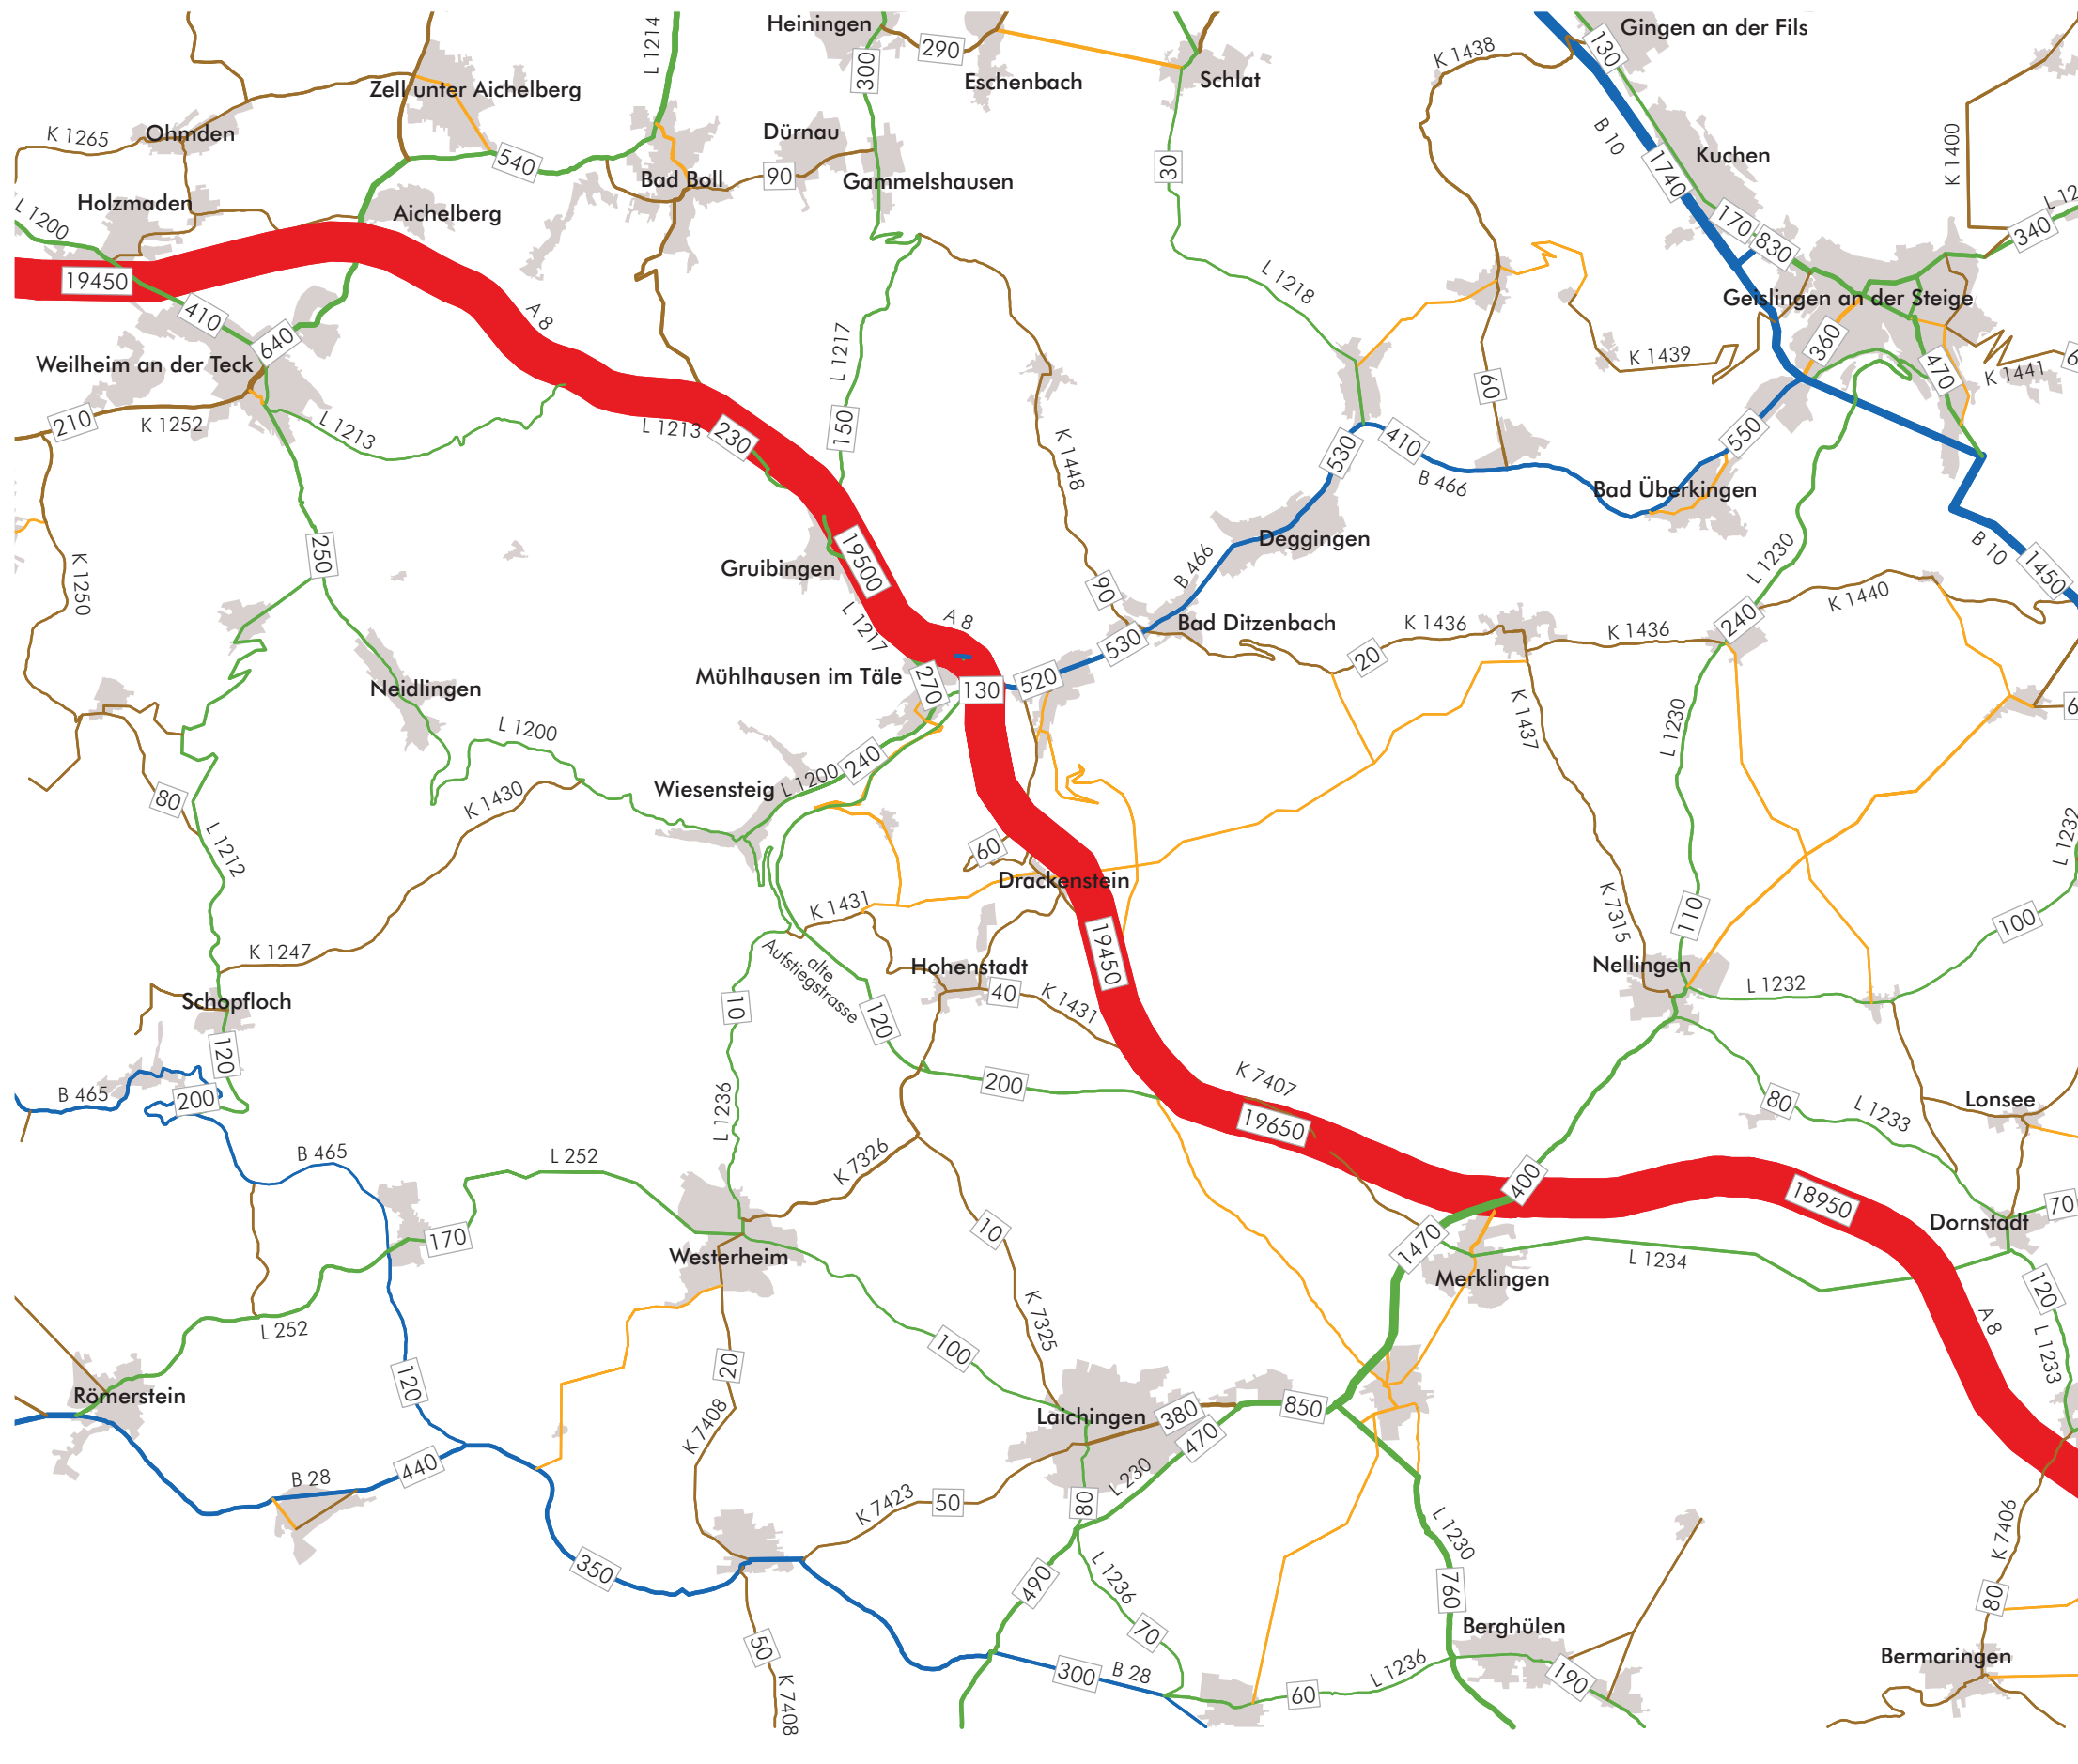 Heiningen
290
Eschenbach
Schlat
L 1214
300
K 1438
130
Gingen an der Fils
Zell unter Aichelberg
K 1265
Ohmden
540
Bad Boll
90
Dürnau
Gammelshausen
30
B 10
1740
Kuchen
K 1400
Holzmaden
L 1200
Aichelberg
170
830
340
L 12
19450
410
640
A 8
L 1218
Geislingen an der Steige
Weilheim an der Teck
L 1217
60
K 1439
360
470
K 1441
6
210
K 1252
L 1213
L 1213
230
150
K 1448
530
410
B 466
550
Bad Überkingen
250
K 1250
Gruibingen
19500
Deggingen
B 466
L 1230
B 10
1450
L 1217
A 8
90
Bad Ditzenbach
530
K 1436
20
K 1436
240
K 1440
Neidlingen
Mühlhausen im Täle
270
130
520
K 1437
L 1230
6
L 1200
Wiesensteig
L 1200
240
80
K 1430
L 1212
60
Drackenstein
L 1232
K 1431
K 7315
110
100
K 1247
alte
Aufstiegstrasse
Hohenstadt
40
K 1431
19450
Nellingen
L 1232
Schopfloch
10
120
120
B 465
200
200
K 7407
19650
80
L 1233
Lonsee
L 1236
B 465
L 252
K 7326
400
18950
70
Dornstadt
170
10
Westerheim
1470
Merklingen
L 1234
L 252
K 7325
120
A 8
L 1233
100
20
120
Römerstein
K 7408
Laichingen
380
470
850
B 28
440
L 230
K 7423
50
80
L 1230
K 7406
350
490
L 1236
760
80
50
70
Berghülen
Bermaringen
K 7408
300
B 28
60
L 1236
190